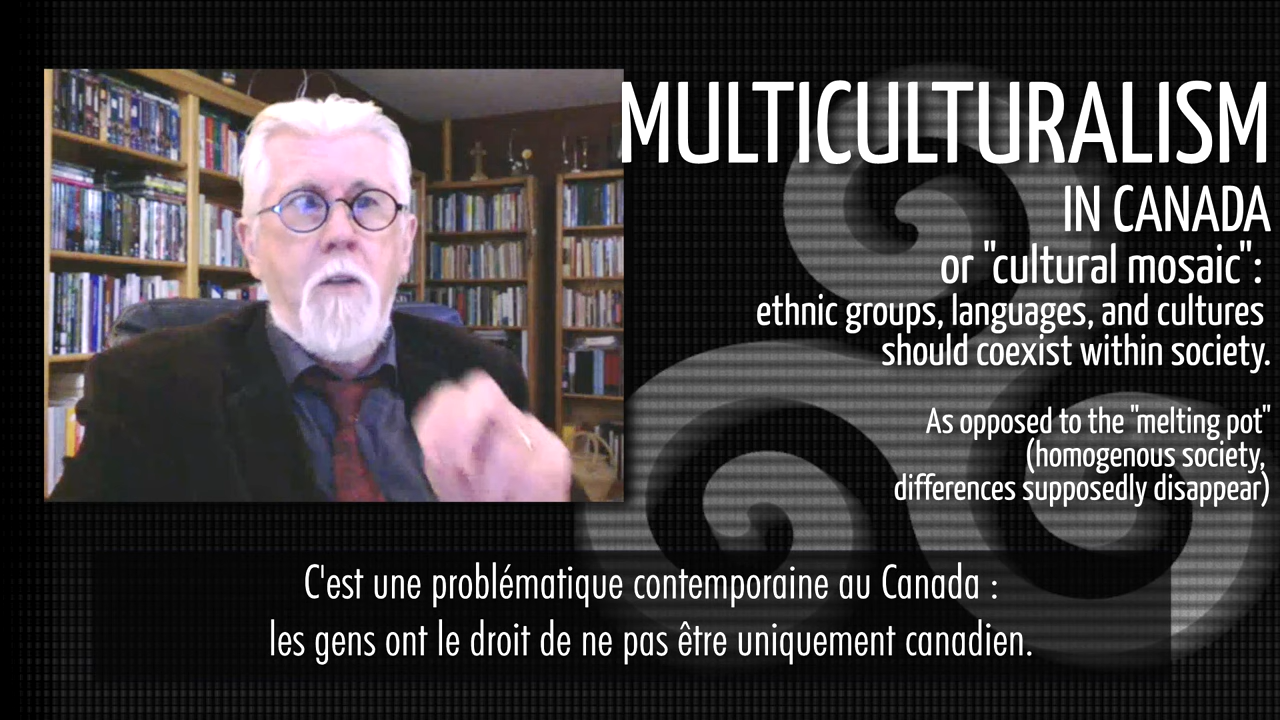 MULTICULTURALISM
IN CANADA
or "cultural mosaic":
ethnic groups, languages, and cultures
should coexist within society.
As opposed to the "melting pot"
(homogenous society,
differences supposedly disappear)
C'est une problématique contemporaine au Canada :
les gens ont le droit de ne pas être uniquement canadien.